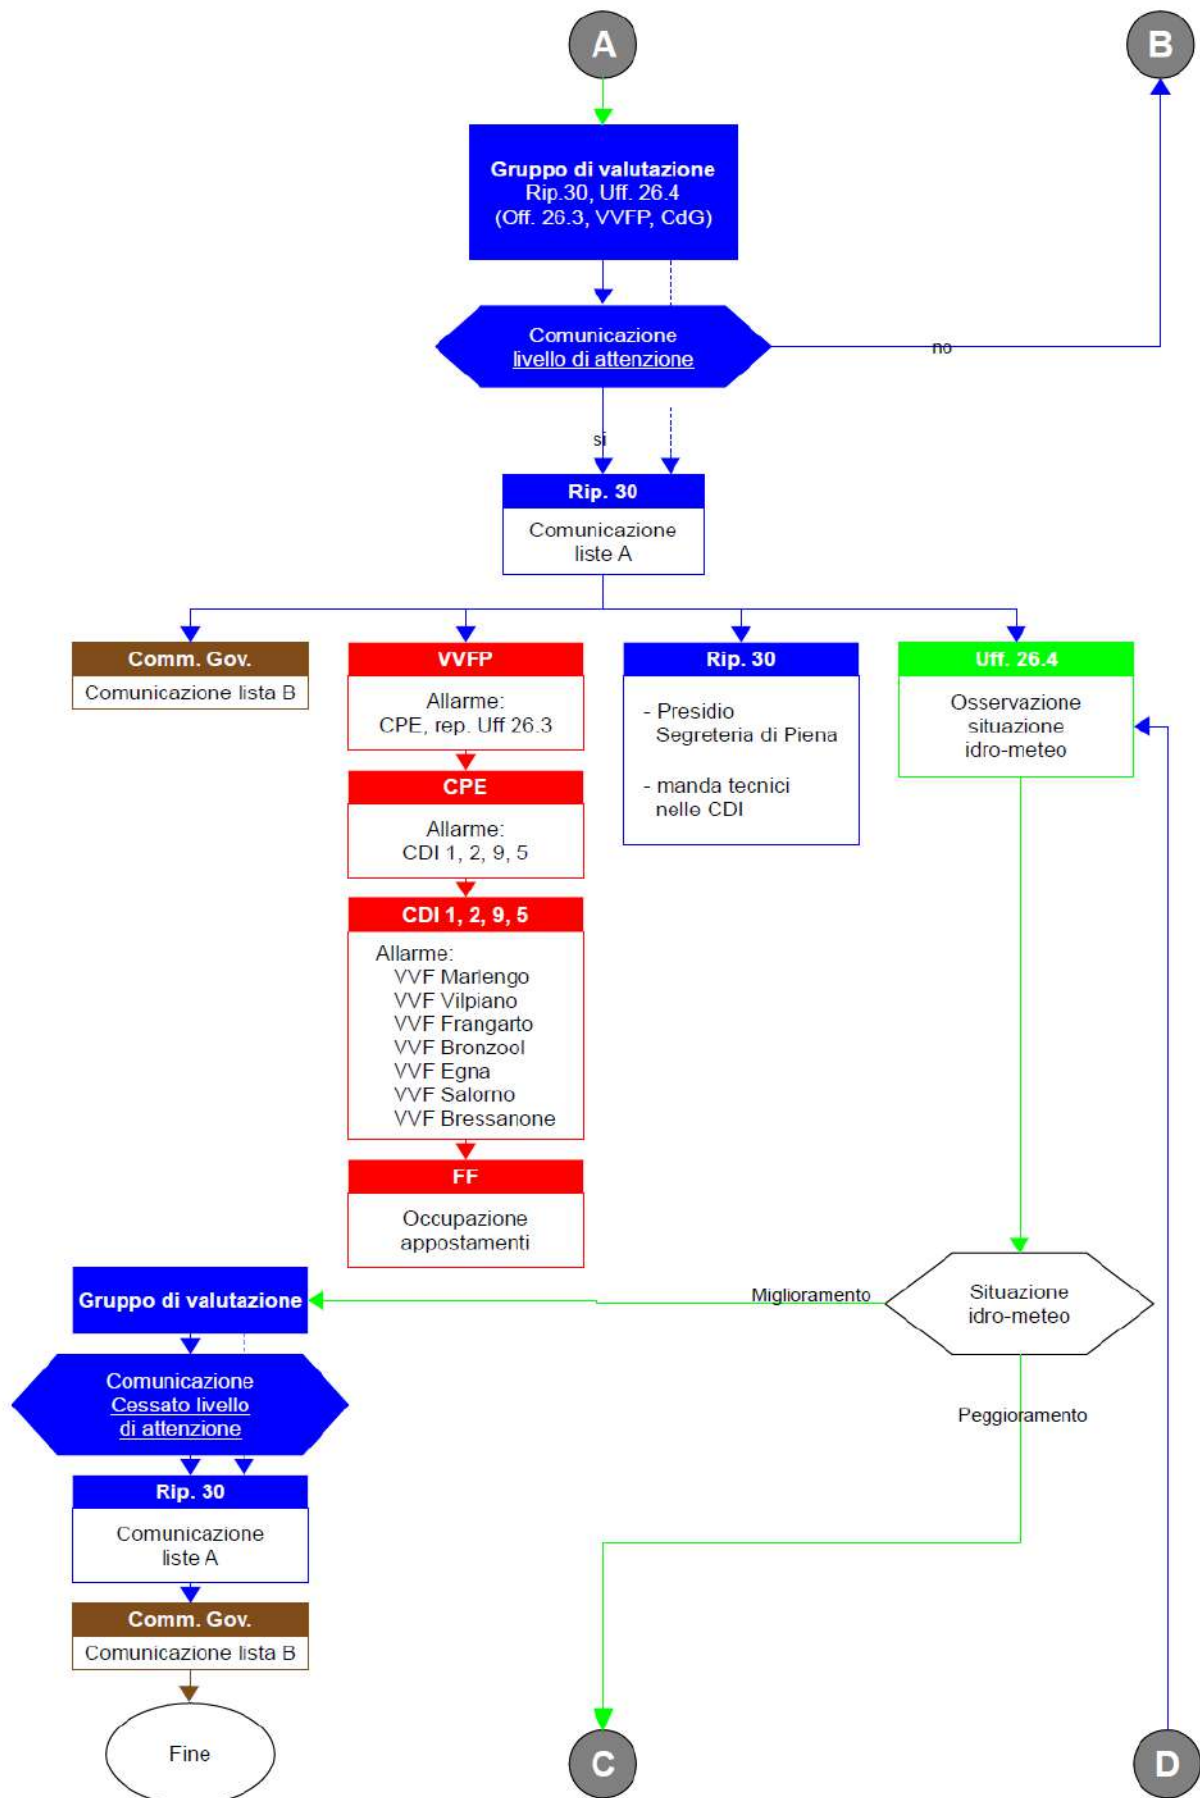 A
B
Gruppo di valutazione
Rip.30, Uff. 26.4
(Off. 26.3, VVFP, CdG)
Comunicazione
livello di attenzione
no
si
Rip. 30
Comunicazione
liste A
Comm. Gov.
Comunicazione lista B
VVFP
Allarme:
CPE, rep. Uff 26.3
CPE
Allarme:
CDI 1, 2, 9, 5
CDI 1, 2, 9, 5
Allarme:
VVF Marlengo
VVF Vilpiano
VVF Frangarto
VVF Bronzool
VVF Egna
VVF Salorno
VVF Bressanone
FF
Occupazione
appostamenti
Rip. 30
- Presidio
Segreteria di Piena
- manda tecnici
nelle CDI
Uff. 26.4
Osservazione
situazione
idro-meteo
Situazione
idro-meteo
Miglioramento
Peggioramento
Gruppo di valutazione
Comunicazione
Cessato livello
di attenzione
Rip. 30
Comunicazione
liste A
Comm. Gov.
Comunicazione lista B
Fine
C
D